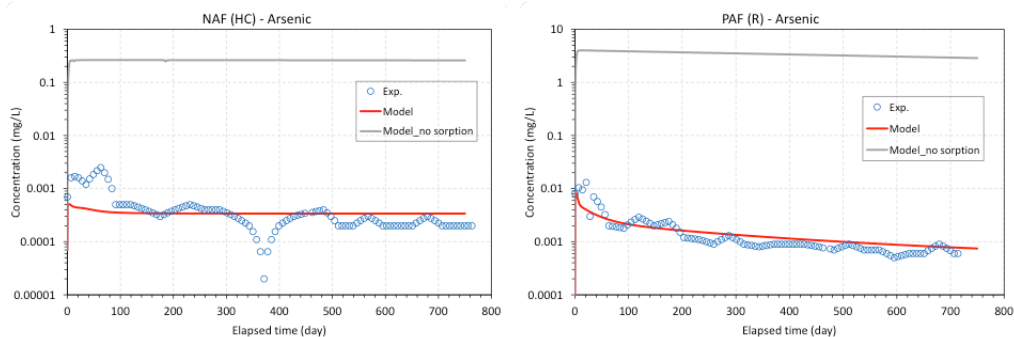 NAF (HC) - Arsenic
1
0.1
0.01
0.001
0.0001
0.00001
Concentration (mg/L)
Exp.
Model
Model_no sorption
0 100 200 300 400 500 600 700 800
Elapsed time (day)
PAF (R) - Arsenic
10
1
0.1
0.01
0.001
0.0001
Concentration (mg/L)
Exp.
Model
Model_no sorption
0 100 200 300 400 500 600 700 800
Elapsed time (day)